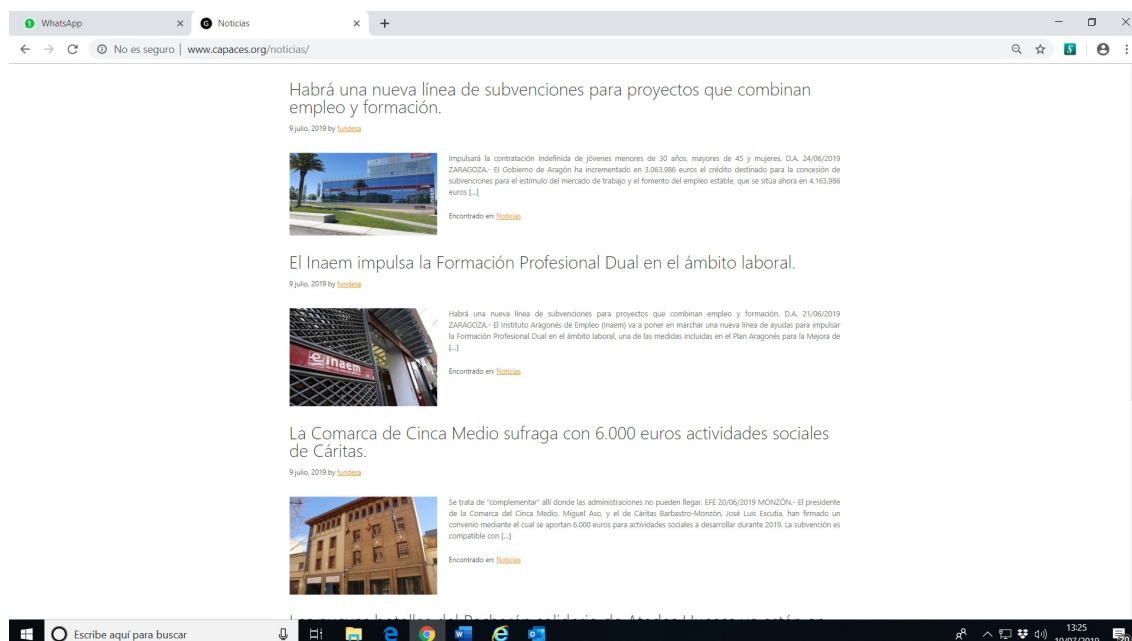 WhatsApp
Noticias
No es seguro | www.capaces.org/noticias/
Habrá una nueva línea de subvenciones para proyectos que combinan
empleo y formación.
9 julio, 2019 by fundesa
Impulsará la contratación indefinida de jóvenes menores de 30 años, mayores de 45 y mujeres. D.A. 24/06/2019
ZARAGOZA.- El Gobierno de Aragón ha incrementado en 3.063.986 euros el crédito destinado para la concesión de
subvenciones para el estímulo del mercado de trabajo y el fomento del empleo estable, que se sitúa ahora en 4.163.986
euros [...]
Encontrado en: Noticias
El Inaem impulsa la Formación Profesional Dual en el ámbito laboral.
9 julio, 2019 by fundesa
Habrá una nueva línea de subvenciones para proyectos que combinan empleo y formación. D.A. 21/06/2019
ZARAGOZA.- El Instituto Aragonés de Empleo (Inaem) va a poner en marchar una nueva línea de ayudas para impulsar
la Formación Profesional Dual en el ámbito laboral, una de las medidas incluidas en el Plan Aragonés para la Mejora de
[...]
inaem
Encontrado en: Noticias
La Comarca de Cinca Medio sufraga con 6.000 euros actividades sociales
de Cáritas.
9 julio, 2019 by fundesa
Se trata de "complementar" allí donde las administraciones no pueden llegar. EFE 20/06/2019 MONZÓN.- El presidente
de la Comarca del Cinca Medio, Miguel Aso, y el de Cáritas Barbastro-Monzón, José Luis Escutia, han firmado un
convenio mediante el cual se aportan 6.000 euros para actividades sociales a desarrollar durante 2019. La subvención es
compatible con [...]
Encontrado en: Noticias
Escribe aquí para buscar
13:25
10/07/2019
20